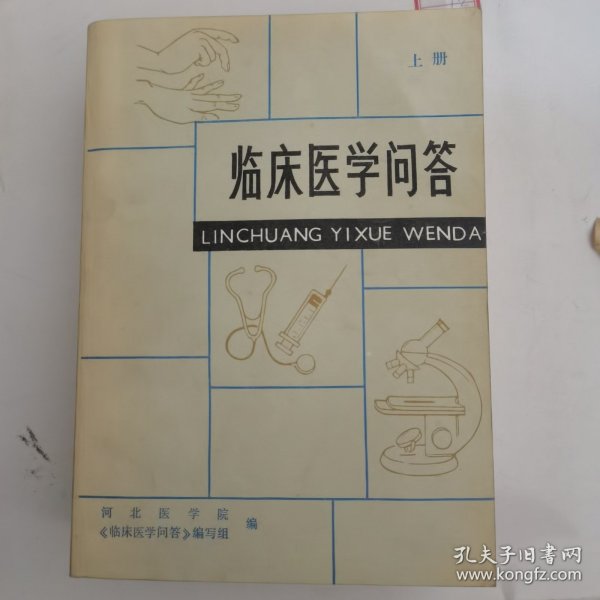 上册
临床医学问答
LINCHUANG YIXUE WENDA
河北医学院
《临床医学问答》编写组 编
孔夫子旧书网
www.kongfz.com